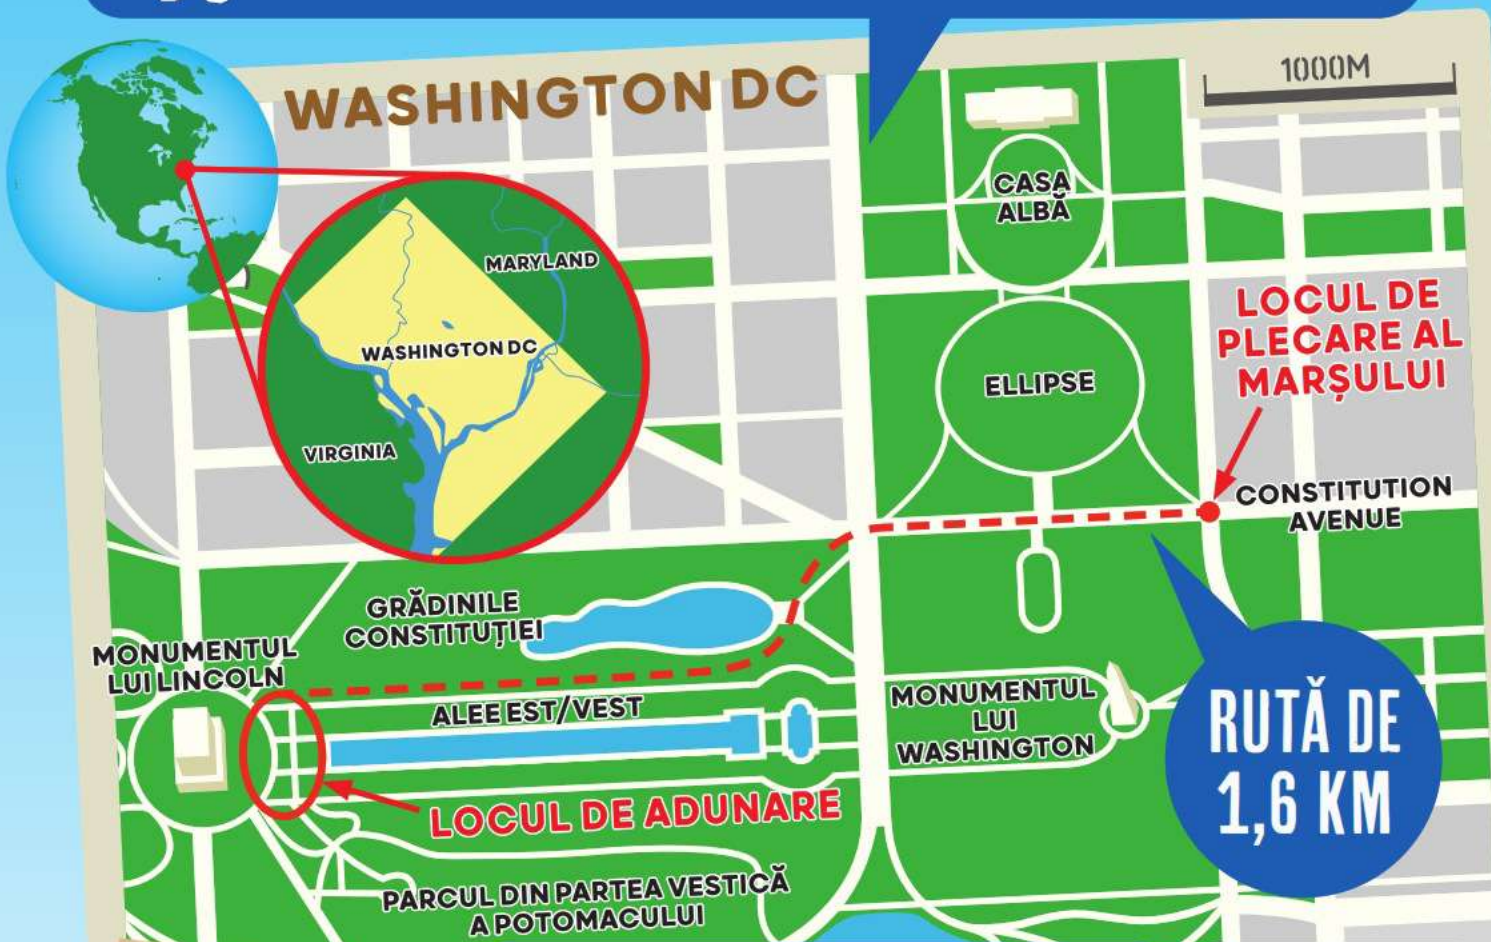 WASHINGTON DC
1000M
CASA
ALBĂ
MARYLAND
WASHINGTON DC
VIRGINIA
LOCUL DE
PLECARE AL
MARȘULUI
ELLIPSE
CONSTITUTION
AVENUE
GRĂDINILE
CONSTITUȚIEI
MONUMENTUL
LUI LINCOLN
ALEE EST/VEST
MONUMENTUL
LUI
WASHINGTON
RUTĂ DE
1,6 KM
LOCUL DE ADUNARE
PARCUL DIN PARTEA VESTICĂ
A POTOMACULUI